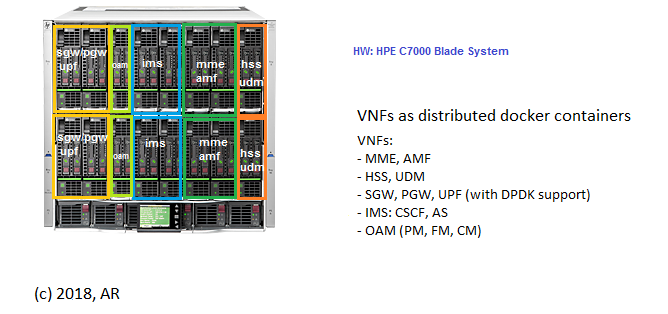 HW: HPE C7000 Blade System
sgw pgw
upf
oam
ims
mme
amf
hss
udm
sgw pgw
upf
oam
ims
mme
amf
hss
udm
VNFs as distributed docker containers
VNFs:
- MME, AMF
- HSS, UDM
- SGW, PGW, UPF (with DPDK support)
- IMS: CSCF, AS
- OAM (PM, FM, CM)
(c) 2018, AR